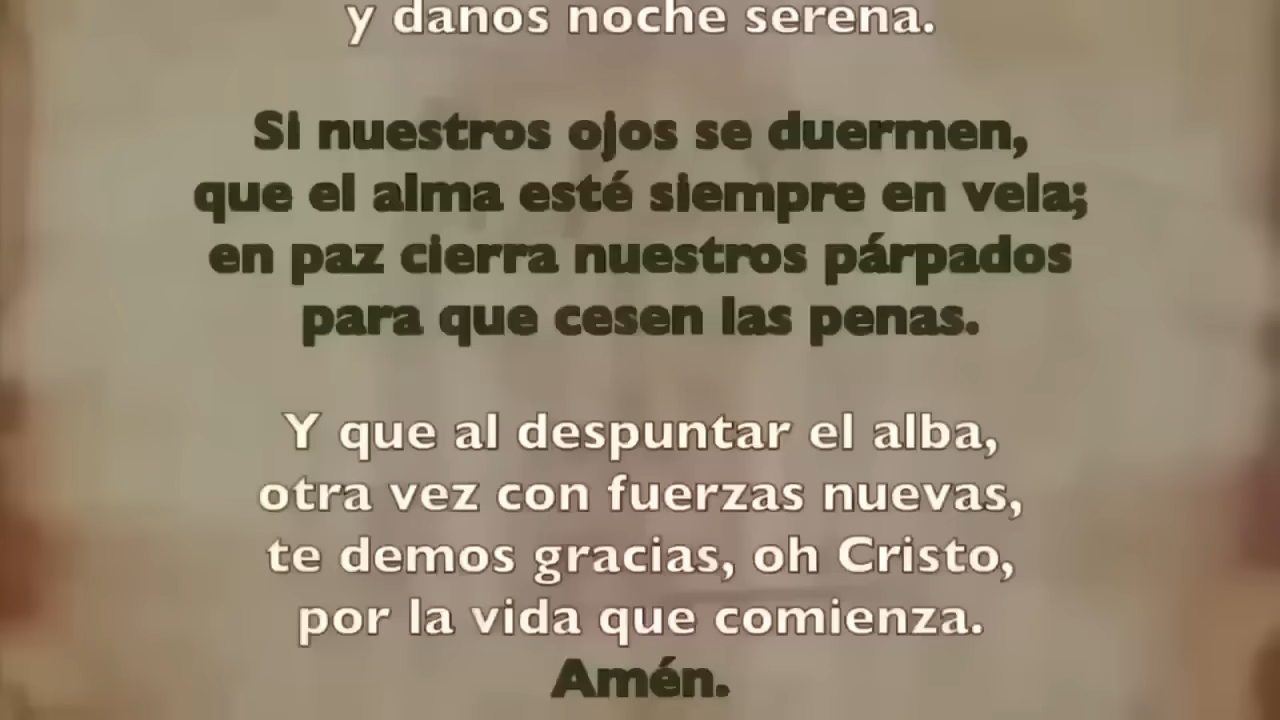 y danos noche serena.
Si nuestros ojos se duermen,
que el alma esté siempre en vela;
en paz cierra nuestros párpados
para que cesen las penas.
Y que al despuntar el alba,
otra vez con fuerzas nuevas,
te demos gracias, oh Cristo,
por la vida que comienza.
Amén.